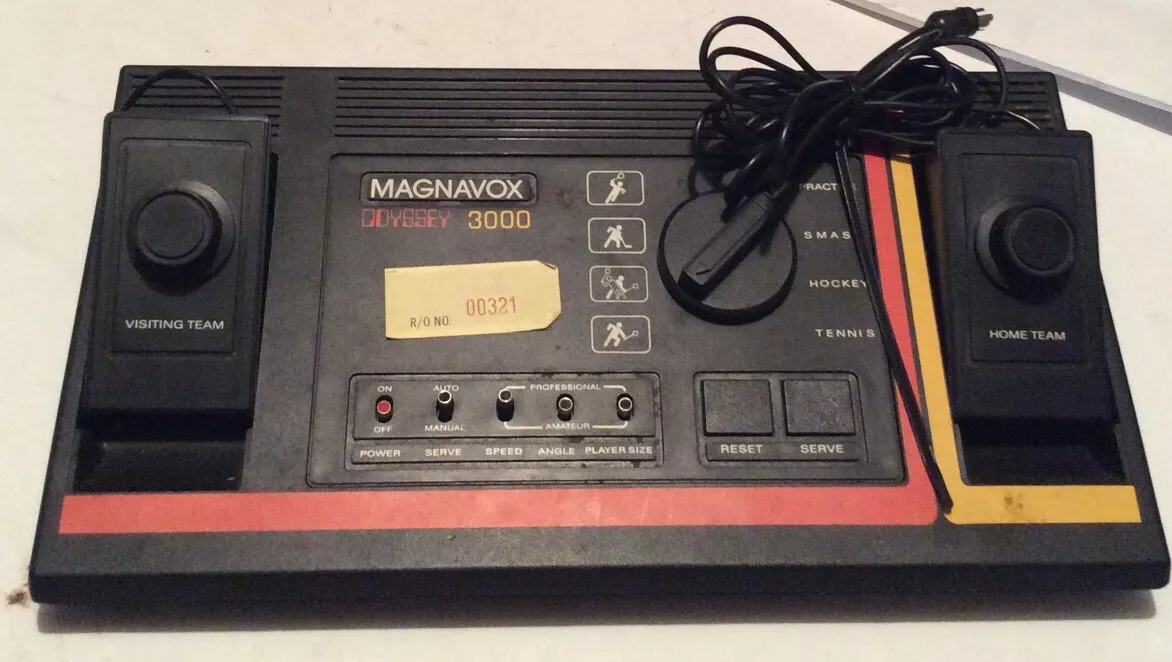 MAGNAVOX
ODYSSEY 3000
R/O NO. 00321
SMAS
HOCKEY
TENNIS
VISITING TEAM
HOME TEAM
ON
AUTO
PROFESSIONAL
OFF
MANUAL
AMATEUR
POWER
SERVE
SPEED
ANGLE
PLAYER SIZE
RESET
SERVE